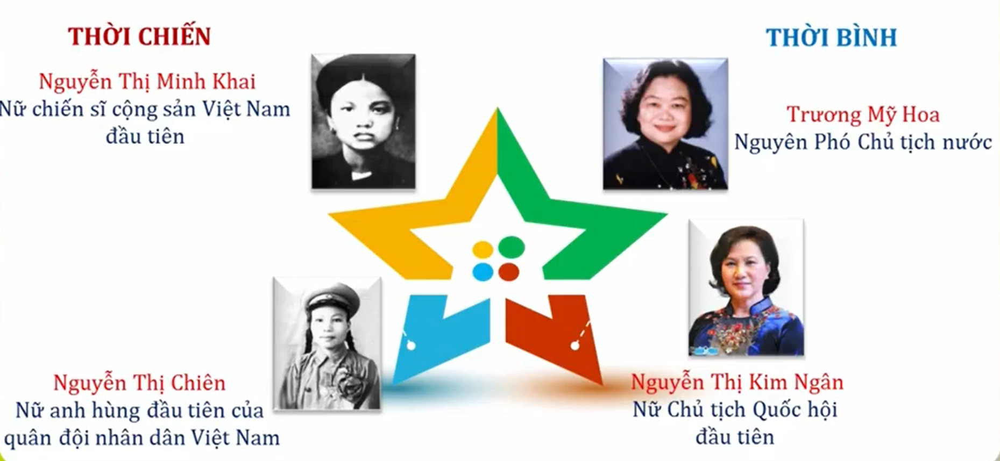 THỜI CHIẾN
Nguyễn Thị Minh Khai
Nữ chiến sĩ cộng sản Việt Nam
đầu tiên
Nguyễn Thị Chiên
Nữ anh hùng đầu tiên của
quân đội nhân dân Việt Nam
THỜI BÌNH
Trương Mỹ Hoa
Nguyên Phó Chủ tịch nước
Nguyễn Thị Kim Ngân
Nữ Chủ tịch Quốc hội
đầu tiên